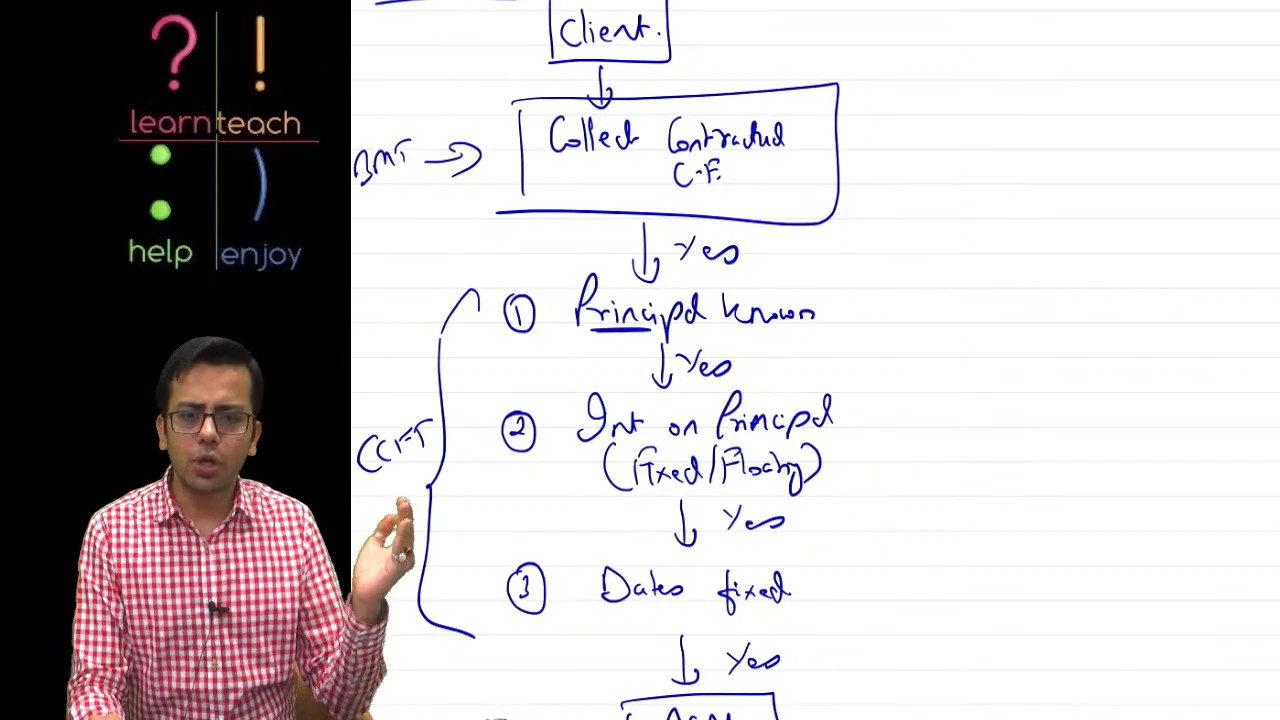 ? !
learn teach
help enjoy
Client.
Collect Contracted
C.F.
BMT
Yes
① Principal known
Yes
② Int on Principal
(Fixed/Floating)
CCFT
Yes
③ Dates fixed
Yes